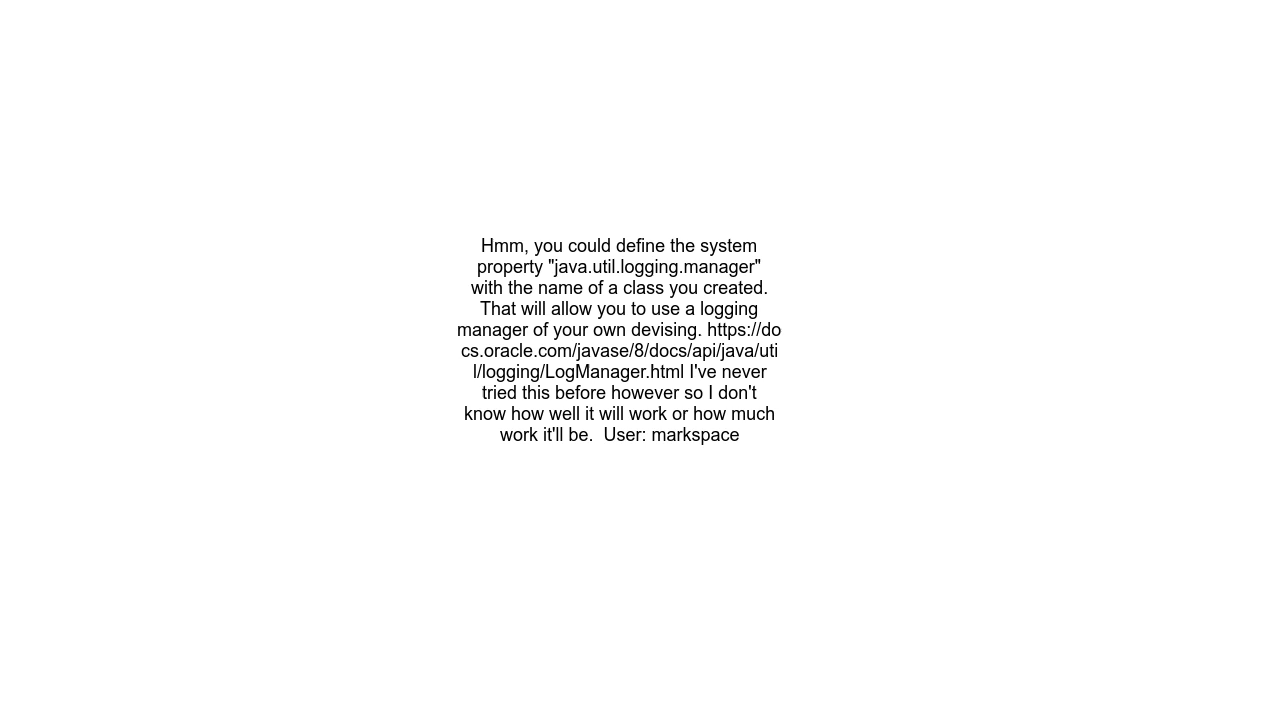 Hmm, you could define the system
property "java.util.logging.manager"
with the name of a class you created.
That will allow you to use a logging
manager of your own devising. https://do
cs.oracle.com/javase/8/docs/api/java/uti
l/logging/LogManager.html I've never
tried this before however so I don't
know how well it will work or how much
work it'll be.  User: markspace